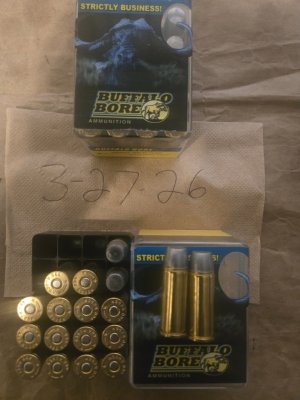 STRICTLY BUSINESS!
BUFFALO
BORE
AMMUNITION
3-27-26
STRICTLY BUSINESS!
BUFFALO
BORE
AMMUNITION